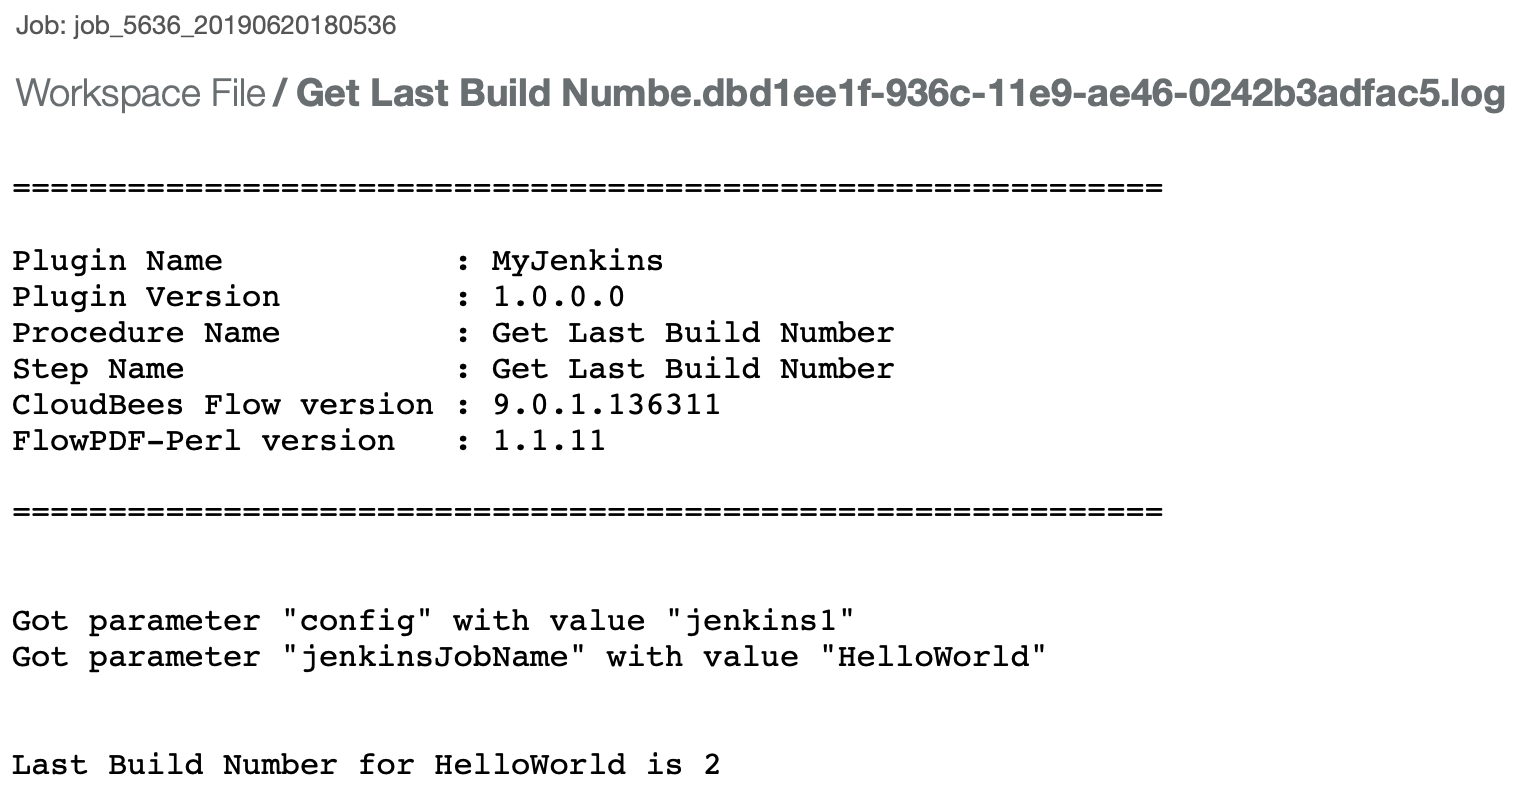 Job: job_5636_20190620180536
Workspace File / Get Last Build Numbe.dbd1ee1f-936c-11e9-ae46-0242b3adfac5.log
============================================================
Plugin Name             : MyJenkins
Plugin Version          : 1.0.0.0
Procedure Name          : Get Last Build Number
Step Name               : Get Last Build Number
CloudBees Flow version : 9.0.1.136311
FlowPDF-Perl version   : 1.1.11
============================================================
Got parameter "config" with value "jenkins1"
Got parameter "jenkinsJobName" with value "HelloWorld"
Last Build Number for HelloWorld is 2